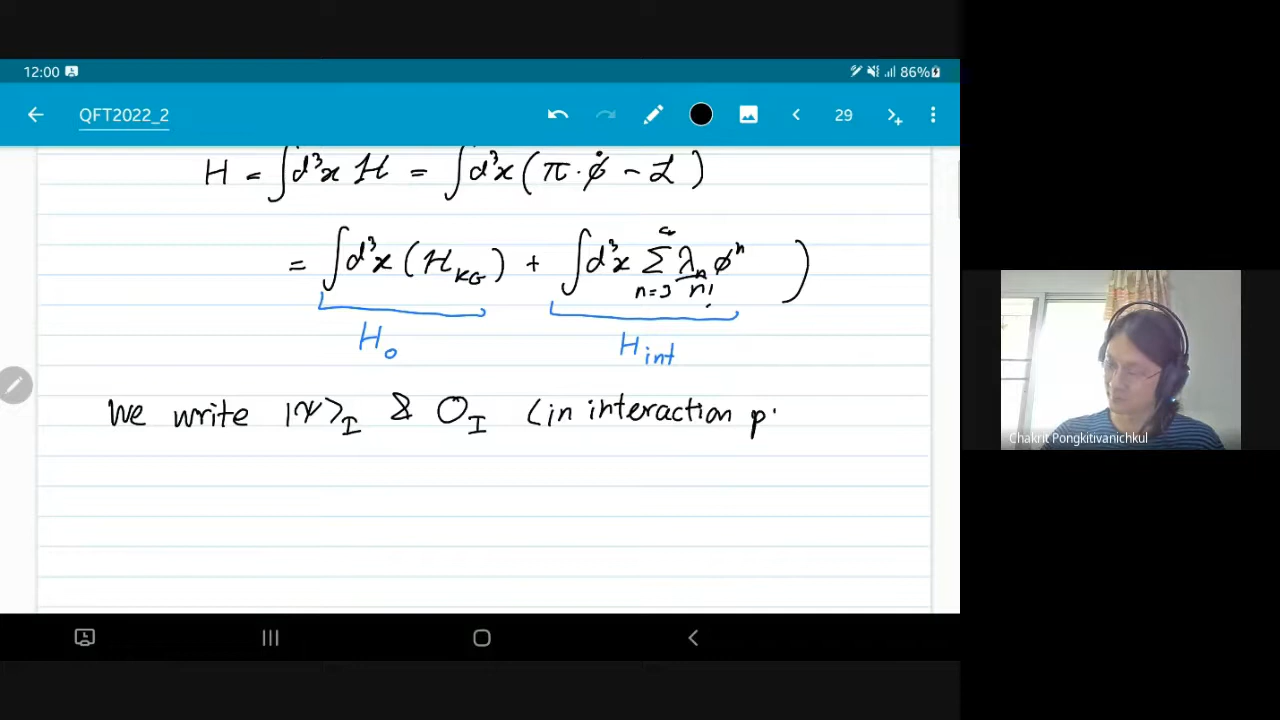 12:00 86%
QFT2022_2 29
H = ∫d³x ℋ = ∫d³x (π·φ̇ − ℒ)
= ∫d³x (ℋ_KG) + ∫d³x Σ_{n=3} λ_n/n! φⁿ )
H_0 H_int
We write |Ψ⟩_I & O_I (in interaction p
Chakrit Pongkitivanichkul